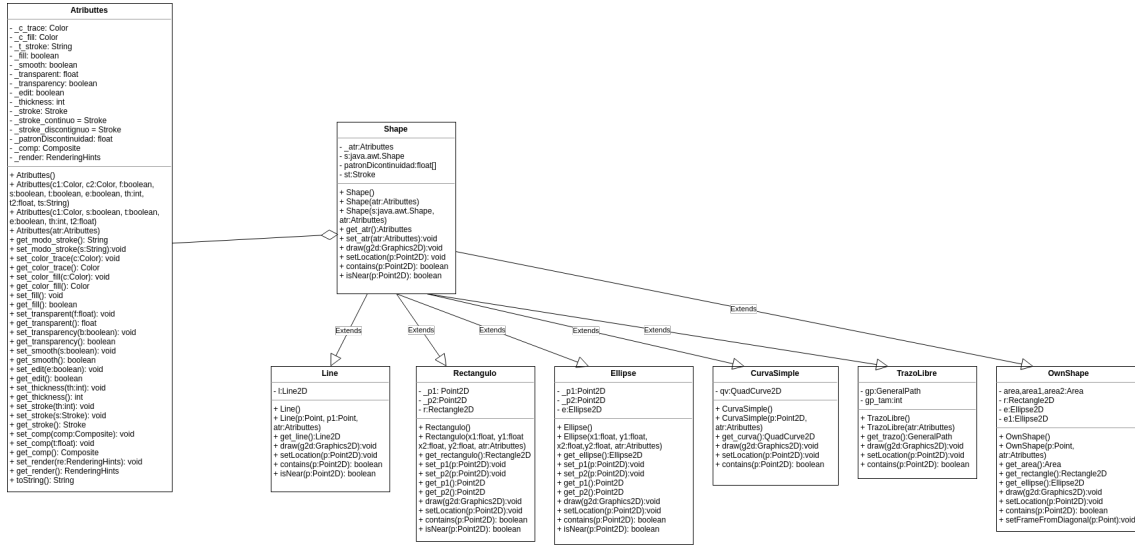 Atributtes
- _c_trace: Color
- _c_fill: Color
- _t_stroke: String
- _fill: boolean
- _smooth: boolean
- _transparent: float
- _transparency: boolean
- _edit: boolean
- _thickness: int
- _stroke: Stroke
- _stroke_continuo = Stroke
- _stroke_discontignuo = Stroke
- _patronDiscontinuidad: float
- _comp: Composite
- _render: RenderingHints
+ Atributtes()
+ Atributtes(c1:Color, c2:Color, f:boolean,
s:boolean, t:boolean, e:boolean, th:int,
t2:float, ts:String)
+ Atributtes(c1:Color, s:boolean, t:boolean,
e:boolean, th:int, t2:float)
+ Atributtes(atr:Atributtes)
+ get_modo_stroke(): String
+ set_modo_stroke(s:String):void
+ set_color_trace(c:Color): void
+ get_color_trace(): Color
+ set_color_fill(c:Color): void
+ get_color_fill(): Color
+ set_fill(): void
+ get_fill(): boolean
+ set_transparent(f:float): void
+ get_transparent(): float
+ set_transparency(b:boolean): void
+ get_transparency(): boolean
+ set_smooth(s:boolean): void
+ get_smooth(): boolean
+ set_edit(e:boolean): void
+ get_edit(): boolean
+ set_thickness(th:int): void
+ get_thickness(): int
+ set_stroke(th:int): void
+ set_stroke(s:Stroke): void
+ get_stroke(): Stroke
+ set_comp(comp:Composite): void
+ set_comp(t:float): void
+ get_comp(): Composite
+ set_render(re:RenderingHints): void
+ get_render(): RenderingHints
+ toString(): String
Shape
- _atr:Atributtes
- s:java.awt.Shape
- patronDicontinuidad:float[]
- st:Stroke
+ Shape()
+ Shape(atr:Atributtes)
+ Shape(s:java.awt.Shape,
atr:Atributtes)
+ get_atr():Atributtes
+ set_atr(atr:Atributtes):void
+ draw(g2d:Graphics2D):void
+ setLocation(p:Point2D): void
+ contains(p:Point2D): boolean
+ isNear(p:Point2D): boolean
Extends
Extends
Extends
Extends
Extends
Extends
Line
- l:Line2D
+ Line()
+ Line(p:Point, p1:Point,
atr:Atributtes)
+ get_line():Line2D
+ draw(g2d:Graphics2D):void
+ setLocation(p:Point2D):void
+ contains(p:Point2D): boolean
+ isNear(p:Point2D): boolean
Rectangulo
- _p1: Point2D
- _p2:Point2D
- r:Rectangle2D
+ Rectangulo()
+ Rectangulo(x1:float, y1:float
x2:float, y2:float, atr:Atributtes)
+ get_rectangulo():Rectangle2D
+ set_p1(p:Point2D):void
+ set_p2(p:Point2D):void
+ get_p1():Point2D
+ get_p2():Point2D
+ draw(g2d:Graphics2D):void
+ setLocation(p:Point2D):void
+ contains(p:Point2D): boolean
+ isNear(p:Point2D): boolean
Ellipse
- _p1:Point2D
- _p2:Point2D
- e:Ellipse2D
+ Ellipse()
+ Ellipse(x1:float, y1:float,
x2:float,y2:float, atr:Atributtes)
+ get_ellipse():Ellipse2D
+ set_p1(p:Point2D):void
+ set_p2(p:Point2D):void
+ get_p1():Point2D
+ get_p2():Point2D
+ draw(g2d:Graphics2D):void
+ setLocation(p:Point2D):void
+ contains(p:Point2D): boolean
+ isNear(p:Point2D): boolean
CurvaSimple
- qv:QuadCurve2D
+ CurvaSimple()
+ CurvaSimple(p:Point2D,
atr:Atributtes)
+ get_curva():QuadCurve2D
+ draw(g2d:Graphics2D):void
+ setLocation(p:Point2D):void
+ contains(p:Point2D): boolean
TrazoLibre
- gp:GeneralPath
- gp_tam:int
+ TrazoLibre()
+ TrazoLibre(atr:Atributtes)
+ get_trazo():GeneralPath
+ draw(g2d:Graphics2D):void
+ setLocation(p:Point2D):void
+ contains(p:Point2D): boolean
OwnShape
- area,area1,area2:Area
- r:Rectangle2D
- e:Ellipse2D
- e1:Ellipse2D
+ OwnShape()
+ OwnShape(p:Point,
atr:Atributtes)
+ get_area():Area
+ get_rectangle():Rectangle2D
+ get_ellipse():Ellipse2D
+ draw(g2d:Graphics2D):void
+ setLocation(p:Point2D):void
+ contains(p:Point2D): boolean
+ setFrameFromDiagonal(p:Point):void